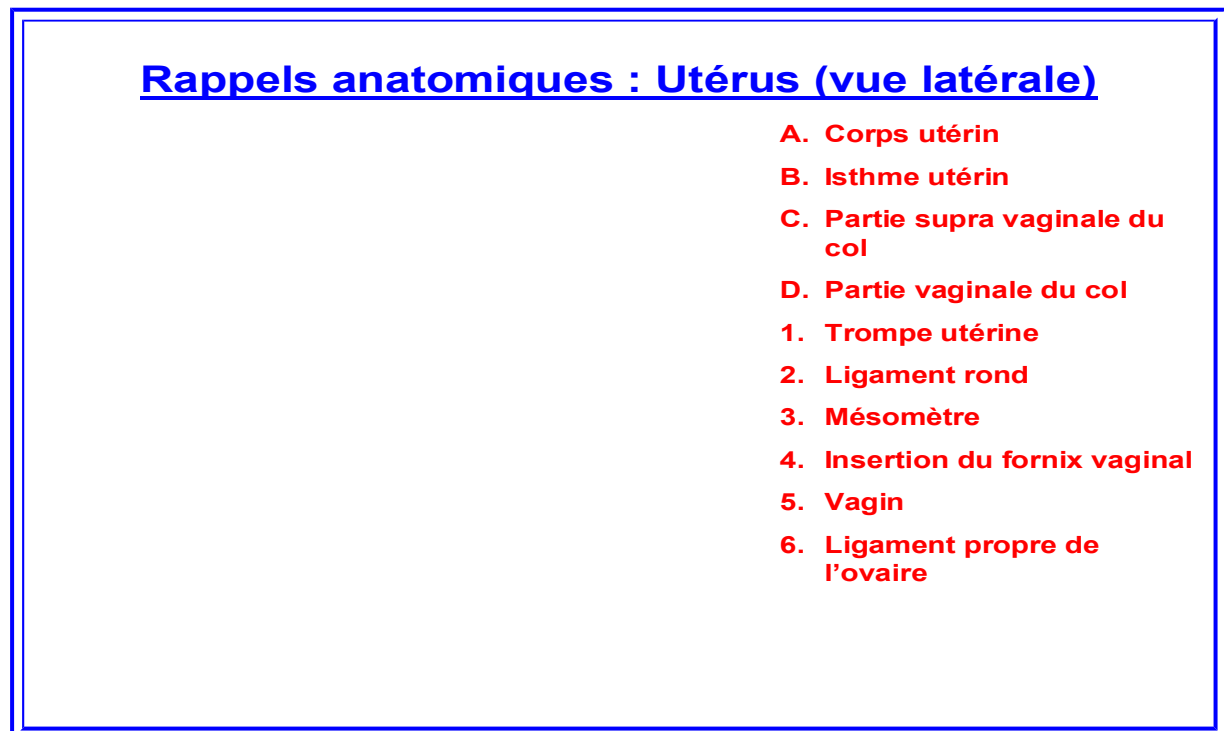 Rappels anatomiques : Utérus (vue latérale)
A. Corps utérin
B. Isthme utérin
C. Partie supra vaginale du
col
D. Partie vaginale du col
1. Trompe utérine
2. Ligament rond
3. Mésomètre
4. Insertion du fornix vaginal
5. Vagin
6. Ligament propre de
l’ovaire